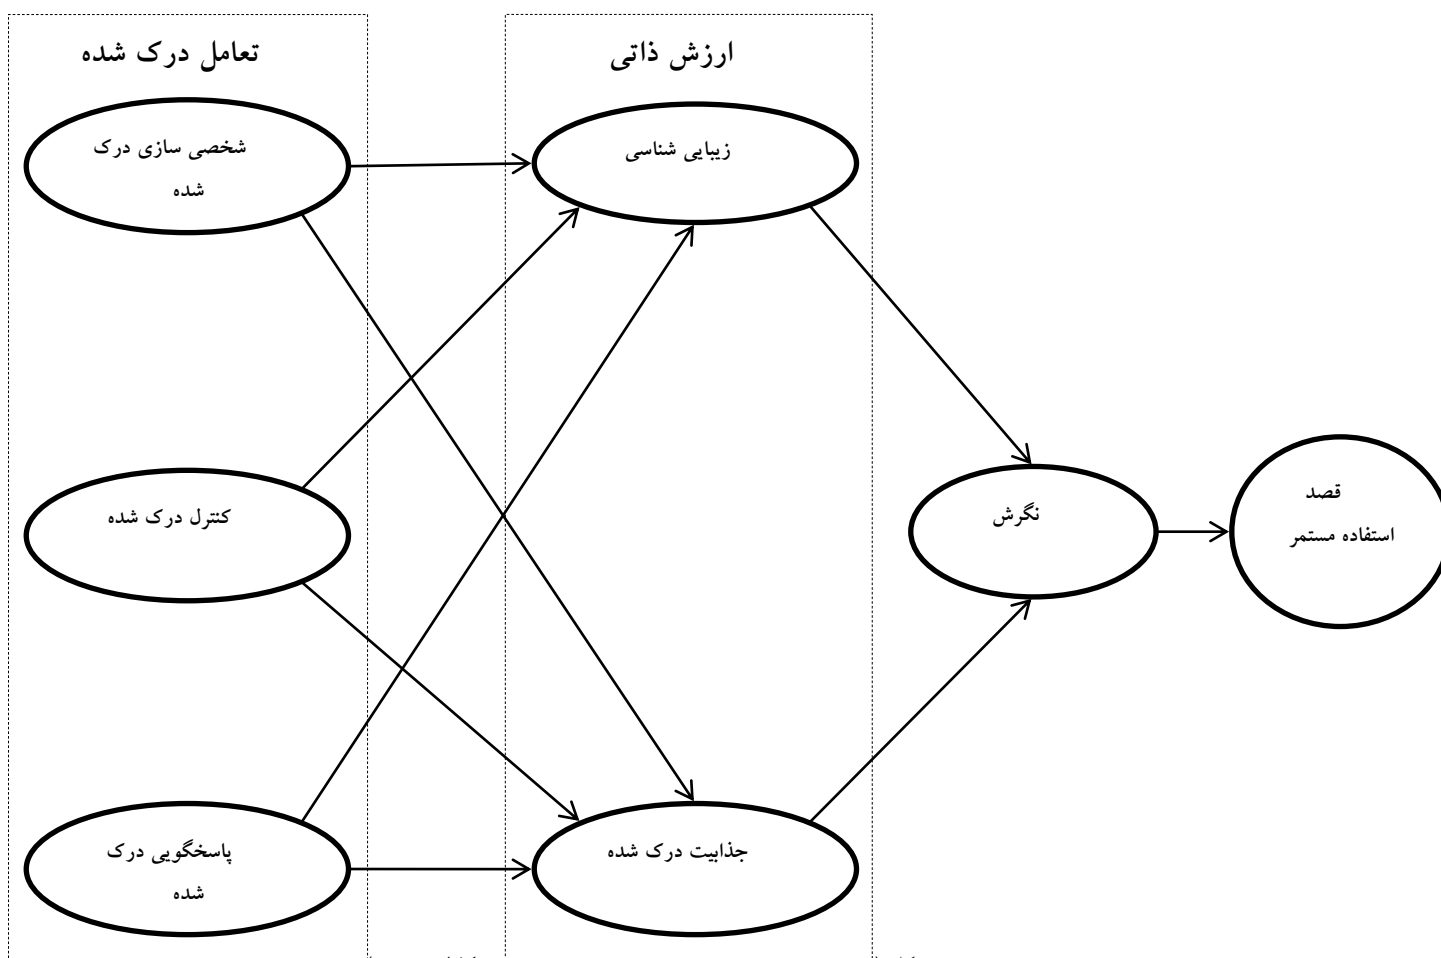 تعامل درک شده
ارزش ذاتی
شخصی سازی درک
شده
زیبایی شناسی
کنترل درک شده
نگرش
قصد
استفاده مستمر
پاسخگویی درک
شده
جذابیت درک شده